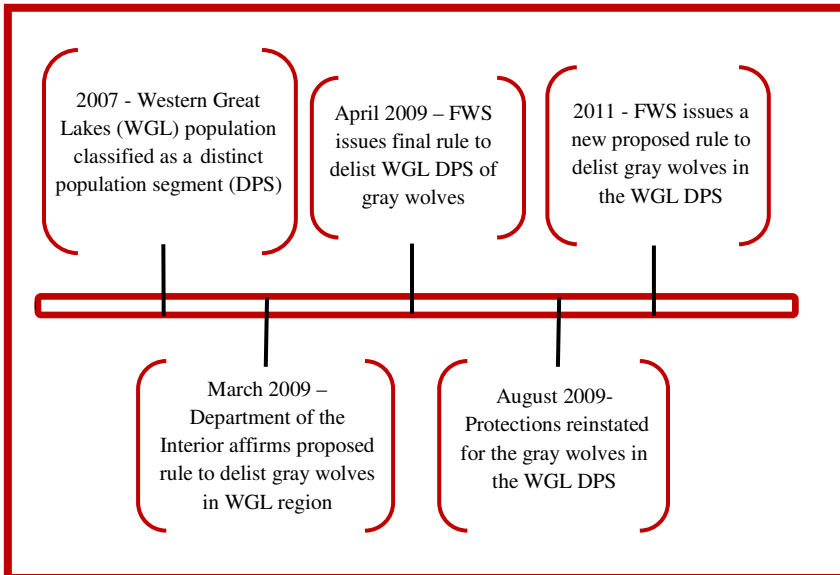 2007 - Western Great
Lakes (WGL) population
classified as a distinct
population segment (DPS)
March 2009 –
Department of the
Interior affirms proposed
rule to delist gray wolves
in WGL region
April 2009 – FWS
issues final rule to
delist WGL DPS of
gray wolves
August 2009-
Protections reinstated
for the gray wolves in
the WGL DPS
2011 - FWS issues a
new proposed rule to
delist gray wolves in
the WGL DPS